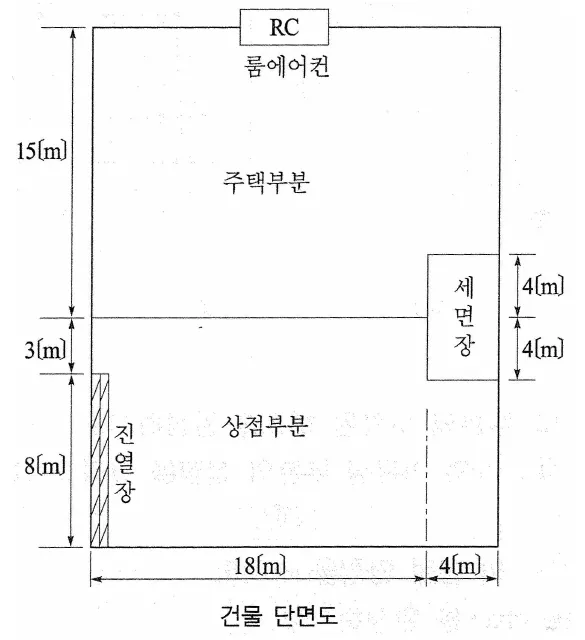 RC
룸에어컨
15[m]
주택부분
세면장
4[m]
4[m]
3[m]
진열장
상점부분
8[m]
18[m]
4[m]
건물 단면도